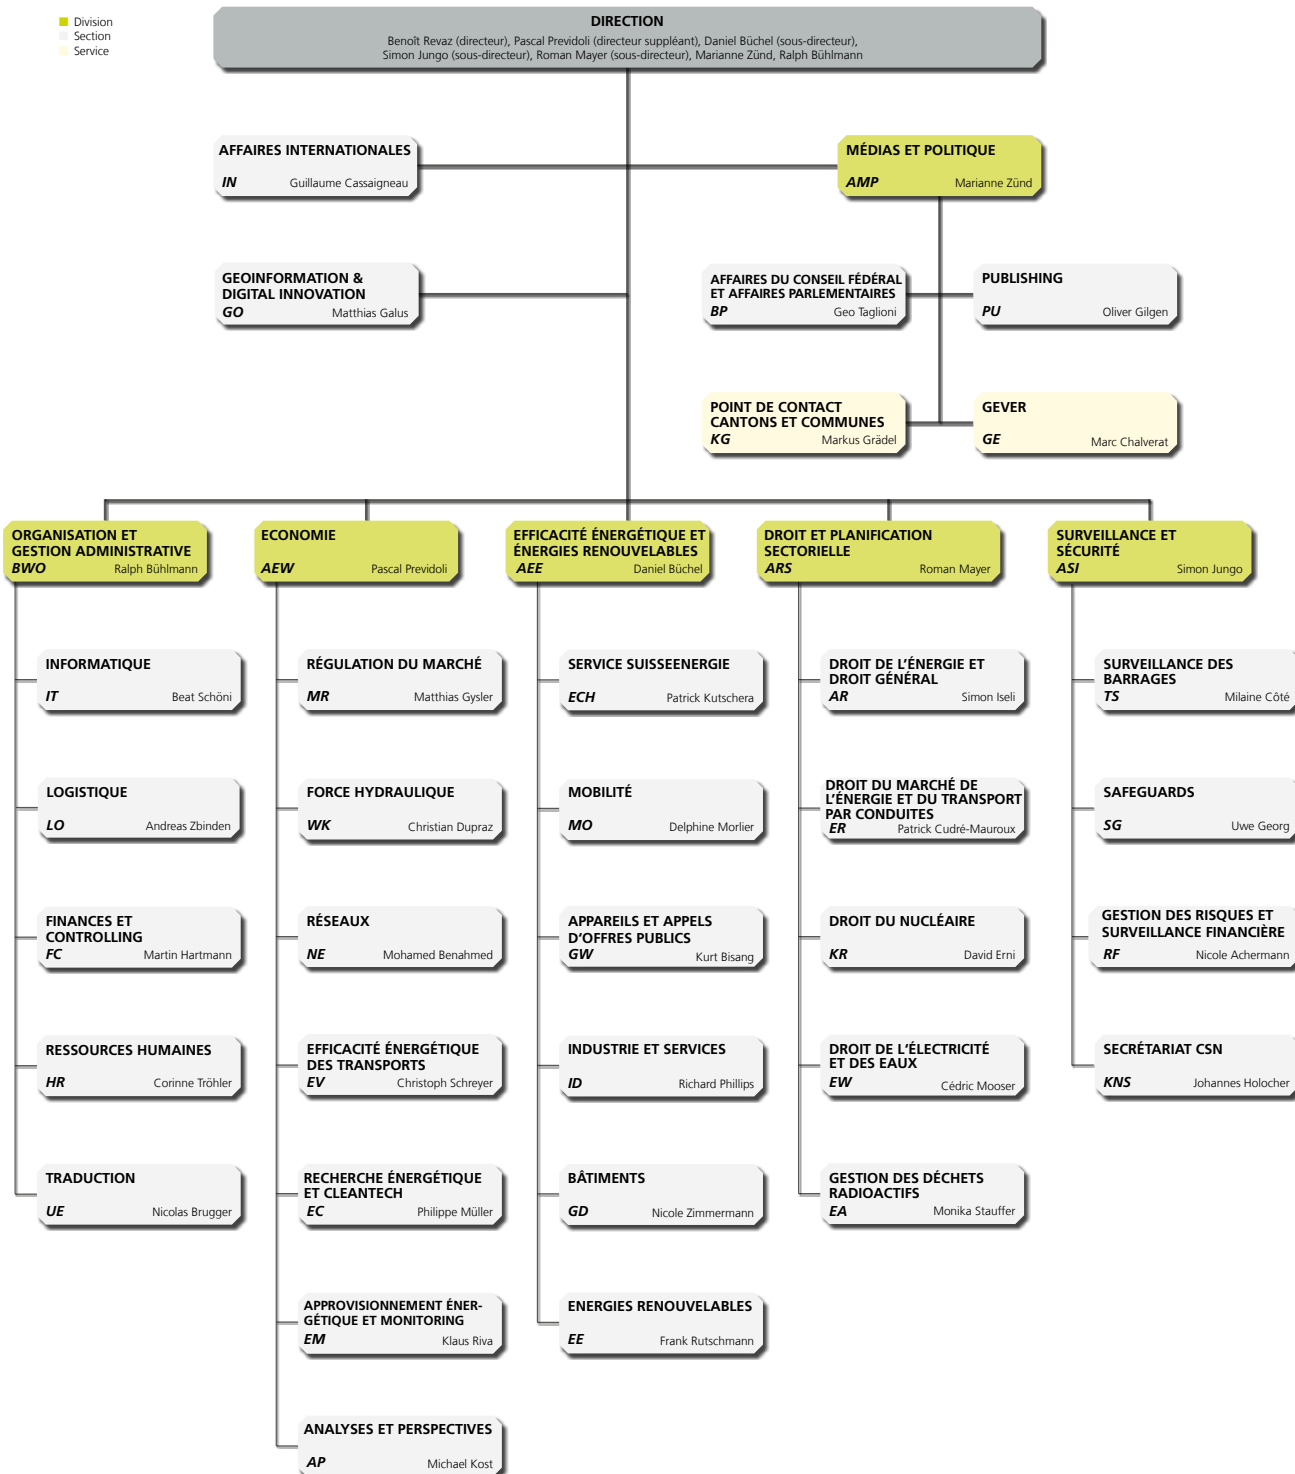 Division
Section
Service
DIRECTION
Benoît Revaz (directeur), Pascal Previdoli (directeur suppléant), Daniel Büchel (sous-directeur),
Simon Jungo (sous-directeur), Roman Mayer (sous-directeur), Marianne Zünd, Ralph Bühlmann
AFFAIRES INTERNATIONALES
IN Guillaume Cassaigneau
MÉDIAS ET POLITIQUE
AMP Marianne Zünd
GEOINFORMATION &
DIGITAL INNOVATION
GO Matthias Galus
AFFAIRES DU CONSEIL FÉDÉRAL
ET AFFAIRES PARLEMENTAIRES
BP Geo Taglioni
PUBLISHING
PU Oliver Gilgen
POINT DE CONTACT
CANTONS ET COMMUNES
KG Markus Grädel
GEVER
GE Marc Chalverat
ORGANISATION ET
GESTION ADMINISTRATIVE
BWO Ralph Bühlmann
INFORMATIQUE
IT Beat Schöni
LOGISTIQUE
LO Andreas Zbinden
FINANCES ET
CONTROLLING
FC Martin Hartmann
RESSOURCES HUMAINES
HR Corinne Tröhler
TRADUCTION
UE Nicolas Brugger
ECONOMIE
AEW Pascal Previdoli
RÉGULATION DU MARCHÉ
MR Matthias Gysler
FORCE HYDRAULIQUE
WK Christian Dupraz
RÉSEAUX
NE Mohamed Benahmed
EFFICACITÉ ÉNERGÉTIQUE
DES TRANSPORTS
EV Christoph Schreyer
RECHERCHE ÉNERGÉTIQUE
ET CLEANTECH
EC Philippe Müller
APPROVISIONNEMENT ÉNER-
GÉTIQUE ET MONITORING
EM Klaus Riva
ANALYSES ET PERSPECTIVES
AP Michael Kost
EFFICACITÉ ÉNERGÉTIQUE ET
ÉNERGIES RENOUVELABLES
AEE Daniel Büchel
SERVICE SUISSEENERGIE
ECH Patrick Kutschera
MOBILITÉ
MO Delphine Morlier
APPAREILS ET APPELS
D'OFFRES PUBLICS
GW Kurt Bisang
INDUSTRIE ET SERVICES
ID Richard Phillips
BÂTIMENTS
GD Nicole Zimmermann
ENERGIES RENOUVELABLES
EE Frank Rutschmann
DROIT ET PLANIFICATION
SECTORIELLE
ARS Roman Mayer
DROIT DE L'ÉNERGIE ET
DROIT GÉNÉRAL
AR Simon Iseli
DROIT DU MARCHÉ DE
L'ÉNERGIE ET DU TRANSPORT
PAR CONDUITES
ER Patrick Cudré-Mauroux
DROIT DU NUCLÉAIRE
KR David Erni
DROIT DE L'ÉLECTRICITÉ
ET DES EAUX
EW Cédric Mooser
GESTION DES DÉCHETS
RADIOACTIFS
EA Monika Stauffer
SURVEILLANCE ET
SÉCURITÉ
ASI Simon Jungo
SURVEILLANCE DES
BARRAGES
TS Milaine Côté
SAFEGUARDS
SG Uwe Georg
GESTION DES RISQUES ET
SURVEILLANCE FINANCIÈRE
RF Nicole Achermann
SECRÉTARIAT CSN
KNS Johannes Holocher